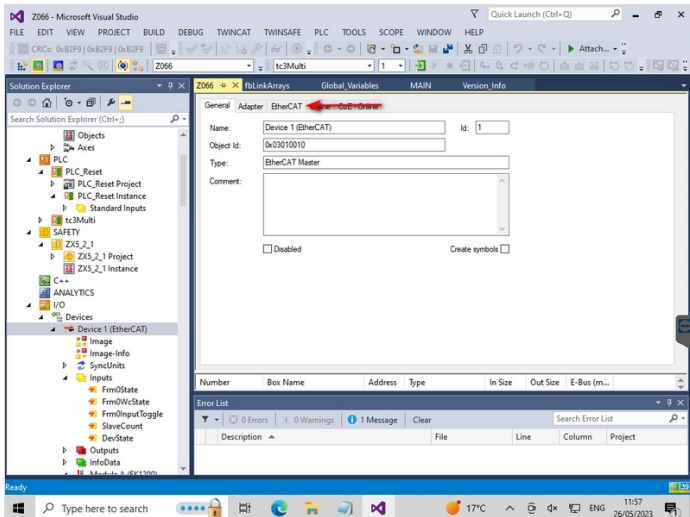 Z066 - Microsoft Visual Studio
Quick Launch (Ctrl+Q)
FILE EDIT VIEW PROJECT BUILD DEBUG TWINCAT TWINSAFE PLC TOOLS SCOPE WINDOW HELP
CRCs: 0xB2F9 | 0xB2F9 | 0xB2F9
Attach...
Z066
tc3Multi
1
Solution Explorer
Search Solution Explorer (Ctrl+;)
Objects
Axes
PLC
PLC_Reset
PLC_Reset Project
PLC_Reset Instance
Standard Inputs
tc3Multi
SAFETY
ZX5_2_1
ZX5_2_1 Project
ZX5_2_1 Instance
C++
ANALYTICS
I/O
Devices
Device 1 (EtherCAT)
Image
Image-Info
SyncUnits
Inputs
Frm0State
Frm0WcState
Frm0InputToggle
SlaveCount
DevState
Outputs
InfoData
Module A (EK1200)
Z066 fbLinkArrays Global_Variables MAIN Version_Info
General Adapter EtherCAT CoE - Online
Name: Device 1 (EtherCAT) Id: 1
Object Id: 0x03010010
Type: EtherCAT Master
Comment:
Disabled Create symbols
Number Box Name Address Type In Size Out Size E-Bus (m...
Error List
0 Errors 0 Warnings 1 Message Clear
Search Error List
Description File Line Column Project
Ready
39
Type here to search
17°C
ENG
11:57
26/05/2023